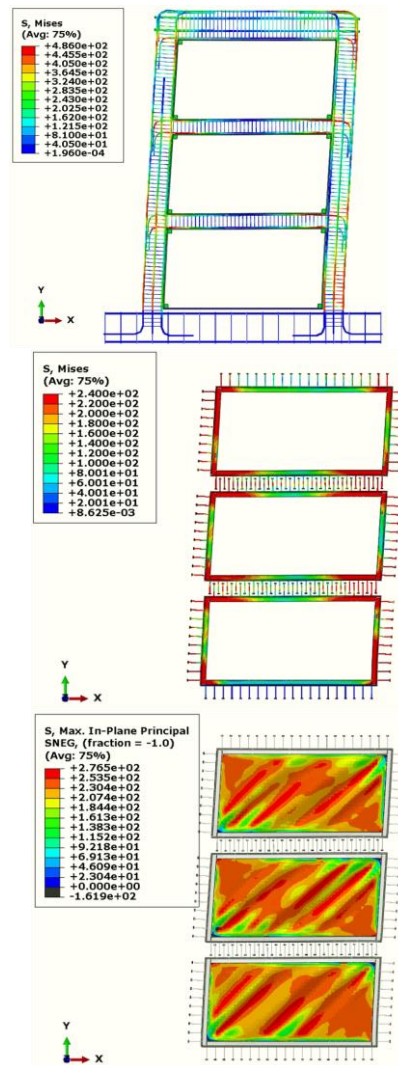 S, Mises
(Avg: 75%)
+4.860e+02
+4.455e+02
+4.050e+02
+3.645e+02
+3.240e+02
+2.835e+02
+2.430e+02
+2.025e+02
+1.620e+02
+1.215e+02
+8.100e+01
+4.050e+01
+1.960e-04
Y
X
S, Mises
(Avg: 75%)
+2.400e+02
+2.200e+02
+2.000e+02
+1.800e+02
+1.600e+02
+1.400e+02
+1.200e+02
+1.000e+02
+8.001e+01
+6.001e+01
+4.001e+01
+2.001e+01
+8.625e-03
Y
X
S, Max. In-Plane Principal
SNEG, (fraction = -1.0)
(Avg: 75%)
+2.765e+02
+2.535e+02
+2.304e+02
+2.074e+02
+1.844e+02
+1.613e+02
+1.383e+02
+1.152e+02
+9.218e+01
+6.913e+01
+4.609e+01
+2.304e+01
+0.000e+00
-1.619e+02
Y
X